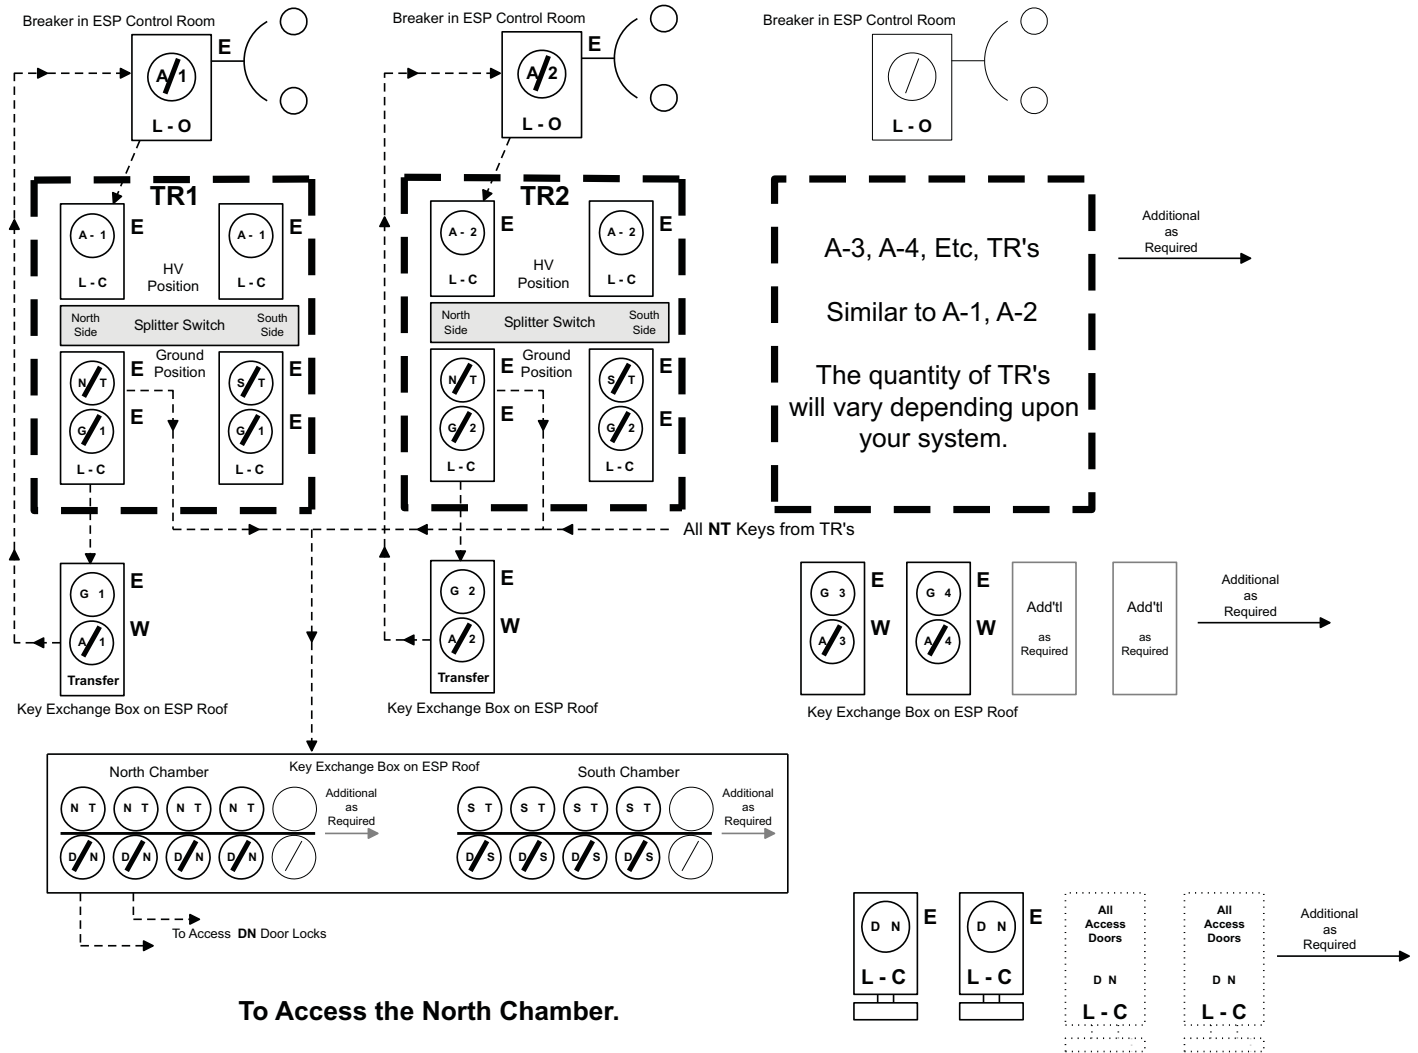 Breaker in ESP Control Room
A 1
E
L - O
Breaker in ESP Control Room
A 2
E
L - O
Breaker in ESP Control Room
L - O
TR1
A - 1
E
L - C
A - 1
E
L - C
HV
Position
North
Side
Splitter Switch
South
Side
Ground
Position
N T
E
G 1
E
L - C
S T
E
G 1
E
L - C
TR2
A - 2
E
L - C
A - 2
E
L - C
HV
Position
North
Side
Splitter Switch
South
Side
Ground
Position
N T
E
G 2
E
L - C
S T
E
G 2
E
L - C
A-3, A-4, Etc, TR's
Similar to A-1, A-2
The quantity of TR's
will vary depending upon
your system.
Additional
as
Required
All NT Keys from TR's
G 1
E
A 1
W
Transfer
Key Exchange Box on ESP Roof
G 2
E
A 2
W
Transfer
Key Exchange Box on ESP Roof
G 3
E
A 3
W
G 4
E
A 4
W
Add'tl
as
Required
Add'tl
as
Required
Additional
as
Required
Key Exchange Box on ESP Roof
Key Exchange Box on ESP Roof
North Chamber
N T N T N T N T
D N D N D N D N
Additional
as
Required
South Chamber
S T S T S T S T
D S D S D S D S
Additional
as
Required
To Access DN Door Locks
D N
E
L - C
D N
E
L - C
All
Access
Doors
D N
L - C
All
Access
Doors
D N
L - C
Additional
as
Required
To Access the North Chamber.